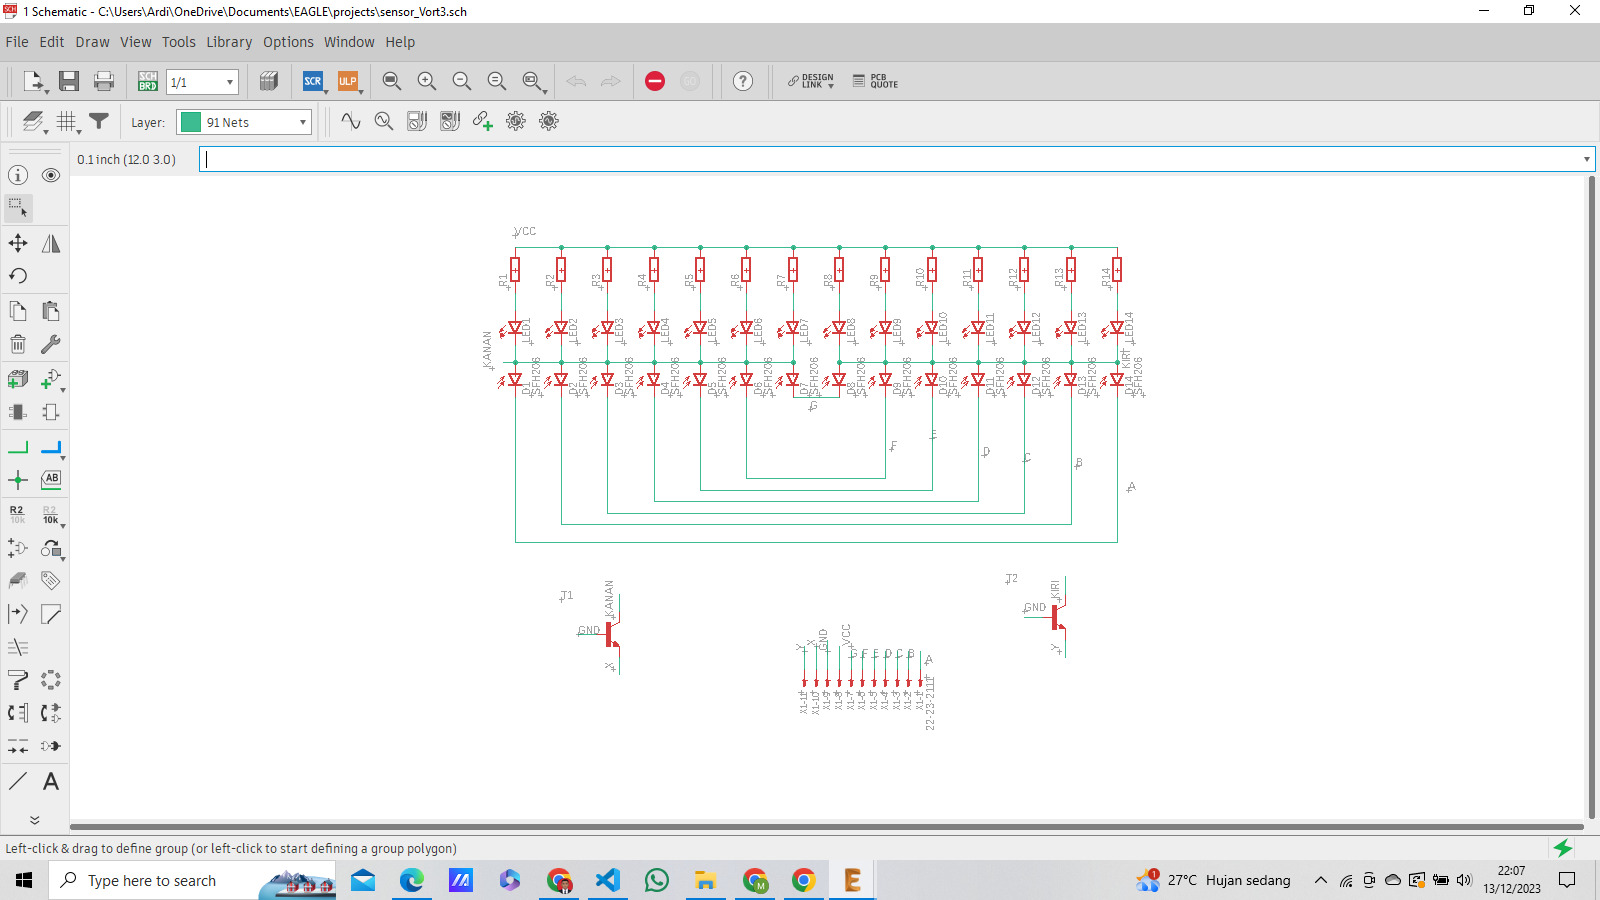 1 Schematic - C:\Users\Ardi\OneDrive\Documents\EAGLE\projects\sensor_Vort3.sch
File Edit Draw View Tools Library Options Window Help
SCH BRD 1/1 SCR ULP DESIGN LINK PCB QUOTE
Layer: 91 Nets
0.1 inch (12.0 3.0)
VCC
R1 R2 R3 R4 R5 R6 R7 R8 R9 R10 R11 R12 R13 R14
LED1 LED2 LED3 LED4 LED5 LED6 LED7 LED8 LED9 LED10 LED11 LED12 LED13 LED14
KANAN KIRI
D1 D2 D3 D4 D5 D6 D7 D8 D9 D10 D11 D12 D13 D14
SFH206 SFH206 SFH206 SFH206 SFH206 SFH206 SFH206 SFH206 SFH206 SFH206 SFH206 SFH206 SFH206 SFH206
G
F E D C B A
R2 10k R2 10k
T1 KANAN GND X
T2 KIRI GND Y
Y X GND VCC G F E D C B A
X1-11 X1-10 X1-9 X1-8 X1-7 X1-6 X1-5 X1-4 X1-3 X1-2 X1-1
22-23-2111
Left-click & drag to define group (or left-click to start defining a group polygon)
Type here to search
27°C Hujan sedang
22:07
13/12/2023